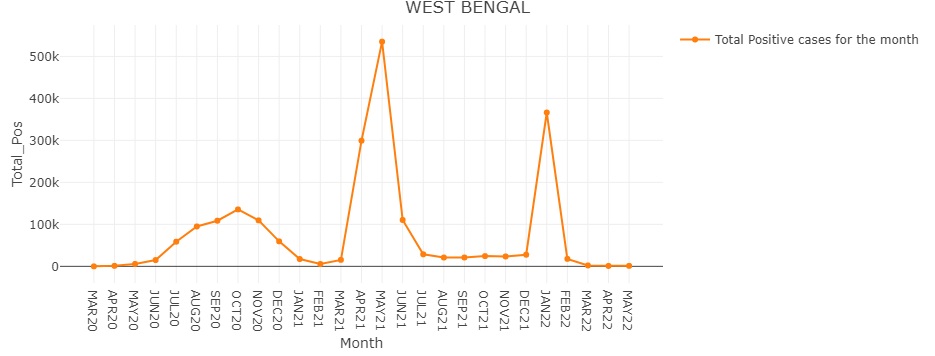 WEST BENGAL
Total Positive cases for the month
Total_Pos
500k
400k
300k
200k
100k
0
MAR20
APR20
MAY20
JUN20
JUL20
AUG20
SEP20
OCT20
NOV20
DEC20
JAN21
FEB21
MAR21
APR21
MAY21
JUN21
JUL21
AUG21
SEP21
OCT21
NOV21
DEC21
JAN22
FEB22
MAR22
APR22
MAY22
Month